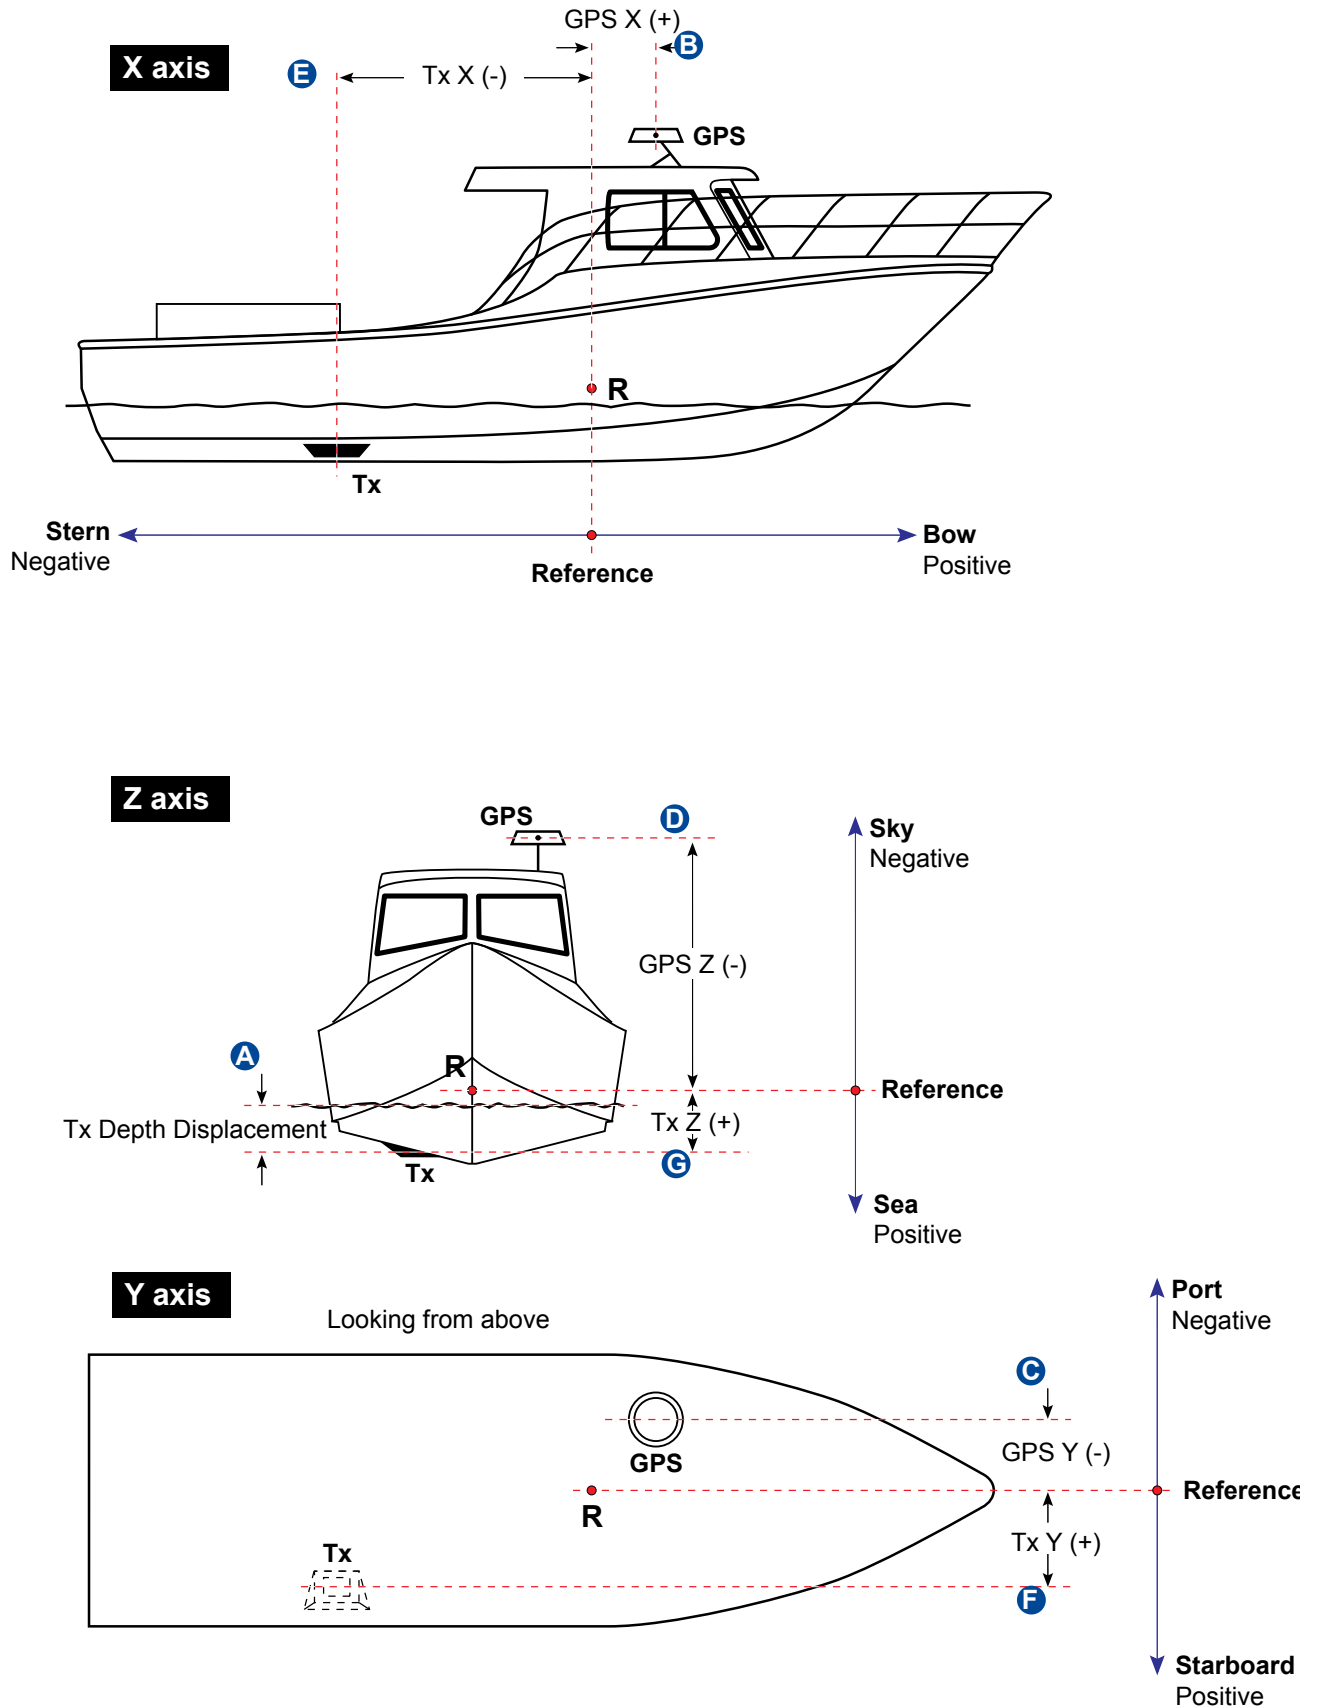 GPS X (+)
B
X axis
E
Tx X (-)
GPS
R
Tx
Stern
Negative
Bow
Positive
Reference
Z axis
GPS
D
Sky
Negative
GPS Z (-)
A
R
Reference
Tx Depth Displacement
Tx Z (+)
G
Tx
Sea
Positive
Y axis
Looking from above
Port
Negative
C
GPS
GPS Y (-)
R
Reference
Tx
Tx Y (+)
F
Starboard
Positive